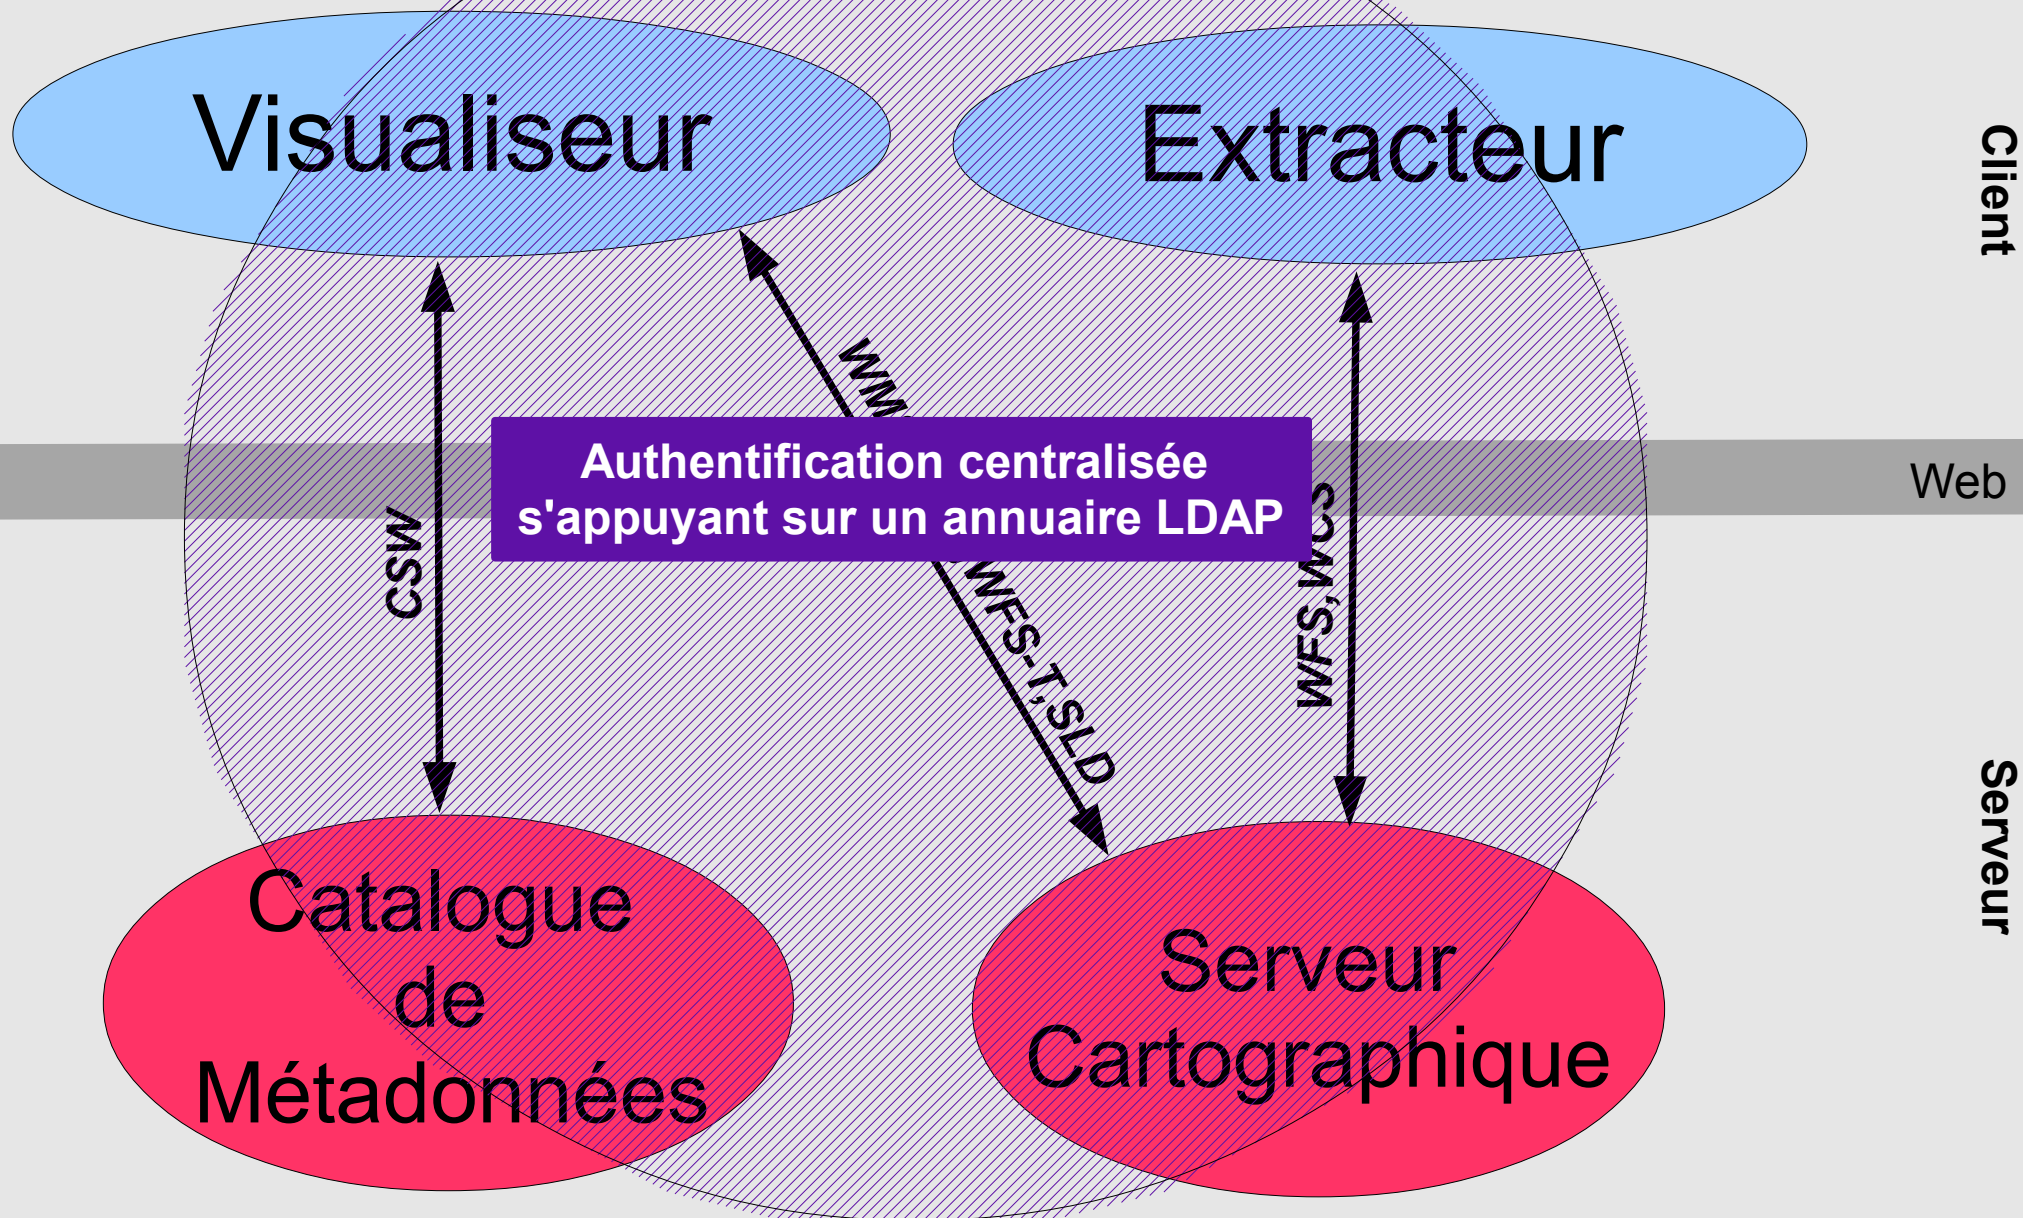 Visualiseur
Extracteur
Client
Authentification centralisée
s'appuyant sur un annuaire LDAP
Web
CSW
WFS-T,SLD
WFS,WCS
Serveur
Catalogue
de
Métadonnées
Serveur
Cartographique